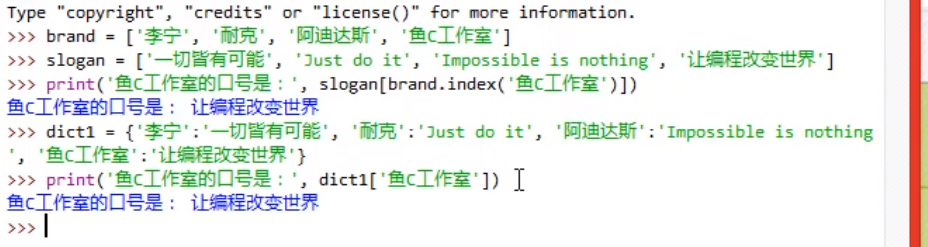 Type "copyright", "credits" or "license()" for more information.
>>> brand = ['李宁', '耐克', '阿迪达斯', '鱼C工作室']
>>> slogan = ['一切皆有可能', 'Just do it', 'Impossible is nothing', '让编程改变世界']
>>> print('鱼C工作室的口号是：', slogan[brand.index('鱼C工作室')])
鱼C工作室的口号是： 让编程改变世界
>>> dict1 = {'李宁':'一切皆有可能', '耐克':'Just do it', '阿迪达斯':'Impossible is nothing
', '鱼C工作室':'让编程改变世界'}
>>> print('鱼C工作室的口号是：', dict1['鱼C工作室'])
鱼C工作室的口号是： 让编程改变世界
>>>